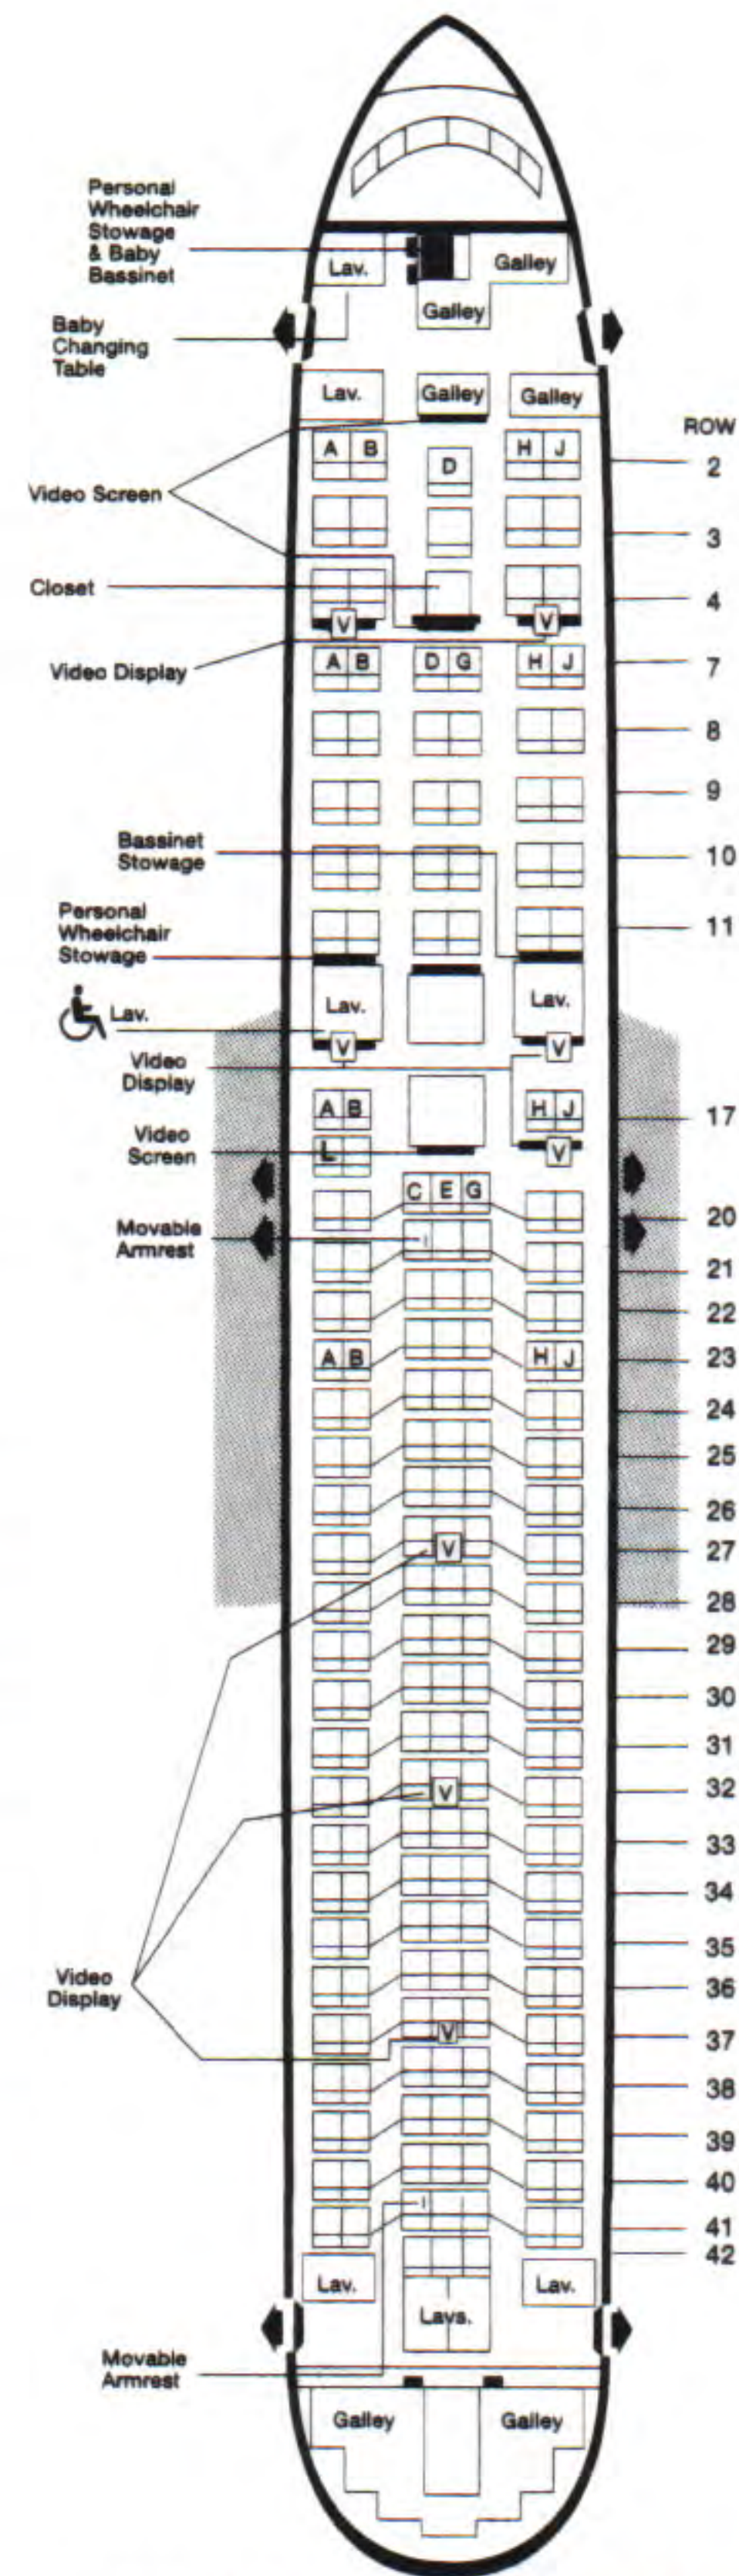 Personal
Wheelchair
Stowage
& Baby
Bassinet
Lav.
Galley
Galley
Baby
Changing
Table
Lav.
Galley
Galley
ROW
A B
D
H J
2
Video Screen
3
Closet
4
V
V
Video Display
A B
D G
H J
7
8
9
Bassinet
Stowage
10
Personal
Wheelchair
Stowage
11
Lav.
Lav.
Lav.
V
V
Video
Display
A B
H J
17
Video
Screen
L
V
C E G
20
Movable
Armrest
21
22
A B
H J
23
24
25
26
V
27
28
29
30
31
V
32
33
34
35
Video
Display
36
V
37
38
39
40
41
42
Lav.
Lavs.
Lav.
Movable
Armrest
Galley
Galley